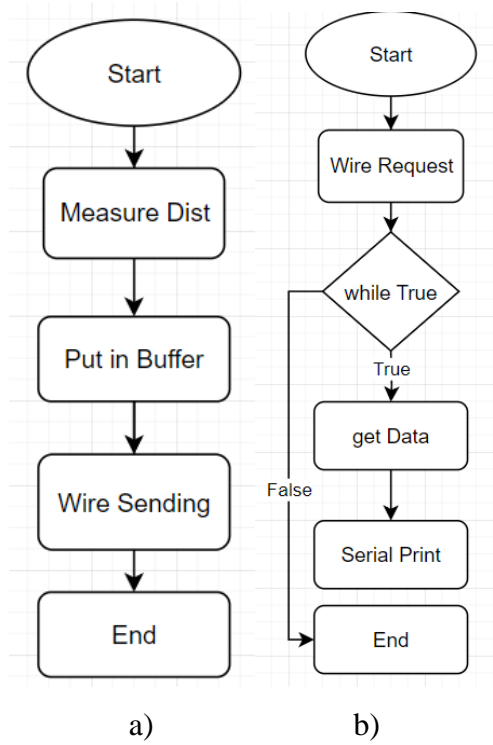 Start
Measure Dist
Put in Buffer
Wire Sending
End
a)
Start
Wire Request
while True
True
get Data
False
Serial Print
End
b)